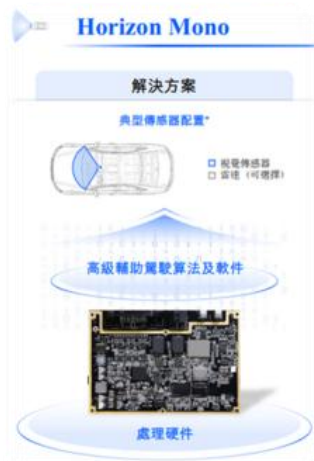 Horizon Mono
解決方案
典型傳感器配置*
視覺傳感器
雷達（可選擇）
高級輔助駕駛算法及軟件
處理硬件